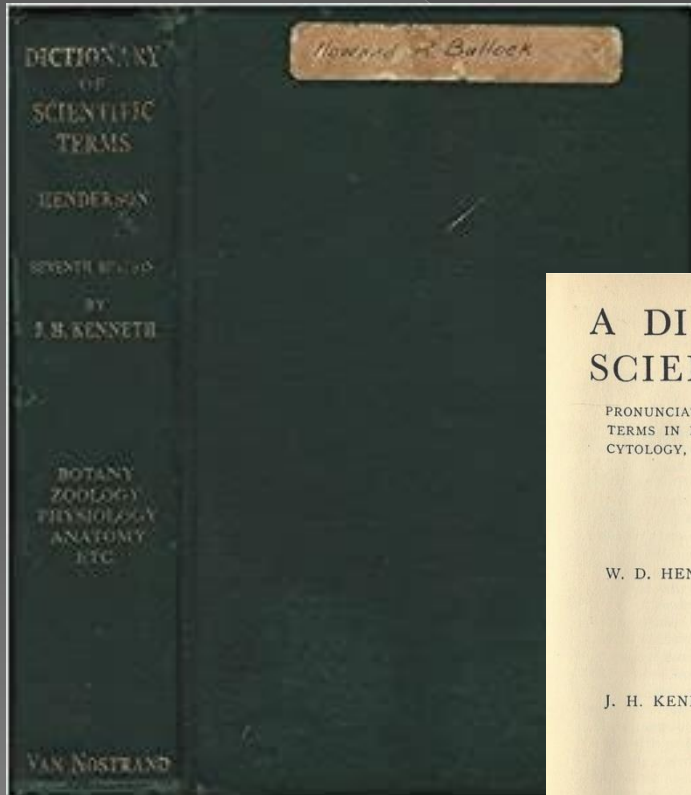 DICTIONARY
OF
SCIENTIFIC
TERMS
HENDERSON
SEVENTH
BY
J. H. KENNETH
BOTANY
ZOOLOGY
PHYSIOLOGY
ANATOMY
ETC
VAN NOSTRAND
Bullock
A DI
SCIE
PRONUNCIA
TERMS IN
CYTOLOGY,
W. D. HEN
J. H. KEN